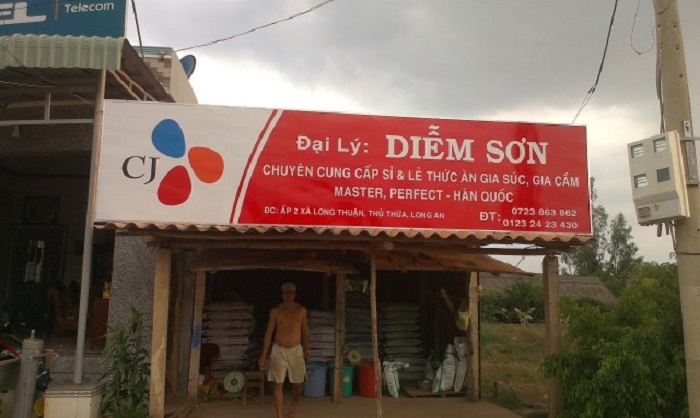 EL Telecom
CJ
Đại Lý: DIỄM SƠN
CHUYÊN CUNG CẤP SỈ & LẺ THỨC ĂN GIA SÚC, GIA CẦM
MASTER, PERFECT - HÀN QUỐC
ĐC: ẤP 2 XÃ LONG THUẬN, THỦ THỪA, LONG AN
ĐT: 0723 863 862
0123 24 23 430